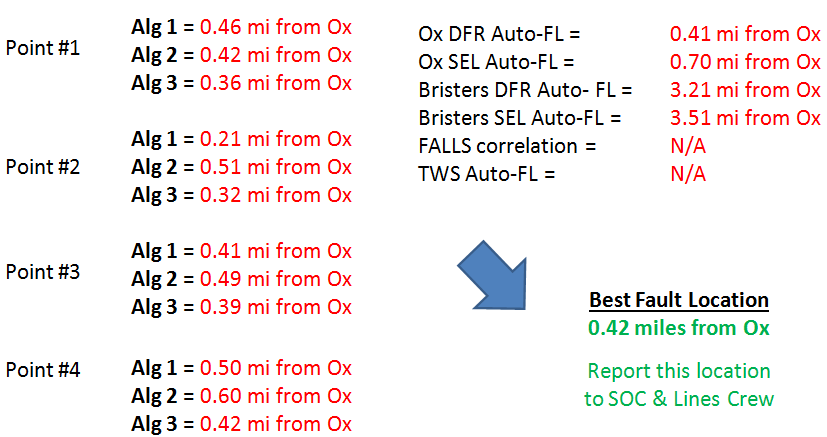 Point #1
Alg 1 = 0.46 mi from Ox
Alg 2 = 0.42 mi from Ox
Alg 3 = 0.36 mi from Ox
Point #2
Alg 1 = 0.21 mi from Ox
Alg 2 = 0.51 mi from Ox
Alg 3 = 0.32 mi from Ox
Point #3
Alg 1 = 0.41 mi from Ox
Alg 2 = 0.49 mi from Ox
Alg 3 = 0.39 mi from Ox
Point #4
Alg 1 = 0.50 mi from Ox
Alg 2 = 0.60 mi from Ox
Alg 3 = 0.42 mi from Ox
Ox DFR Auto-FL = 0.41 mi from Ox
Ox SEL Auto-FL = 0.70 mi from Ox
Bristers DFR Auto- FL = 3.21 mi from Ox
Bristers SEL Auto-FL = 3.51 mi from Ox
FALLS correlation = N/A
TWS Auto-FL = N/A
Best Fault Location
0.42 miles from Ox
Report this location
to SOC & Lines Crew